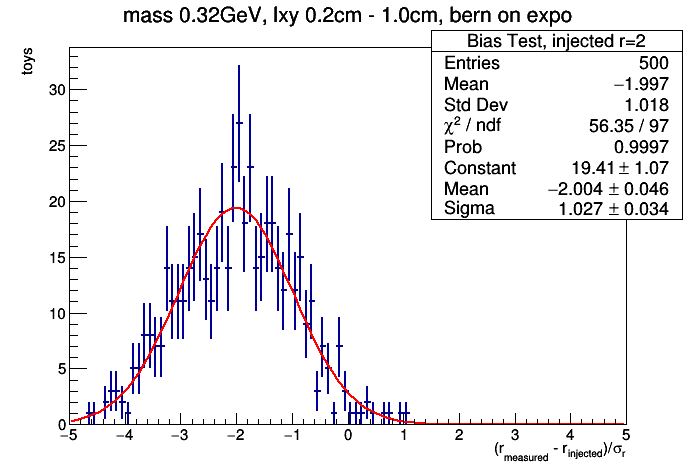 mass 0.32GeV, lxy 0.2cm - 1.0cm, bern on expo
Bias Test, injected r=2
Entries 500
Mean −1.997
Std Dev 1.018
χ² / ndf 56.35 / 97
Prob 0.9997
Constant 19.41 ± 1.07
Mean −2.004 ± 0.046
Sigma 1.027 ± 0.034
toys
30
25
20
15
10
5
0
−5 −4 −3 −2 −1 0 1 2 3 4 5
(r_measured - r_injected)/σ_r